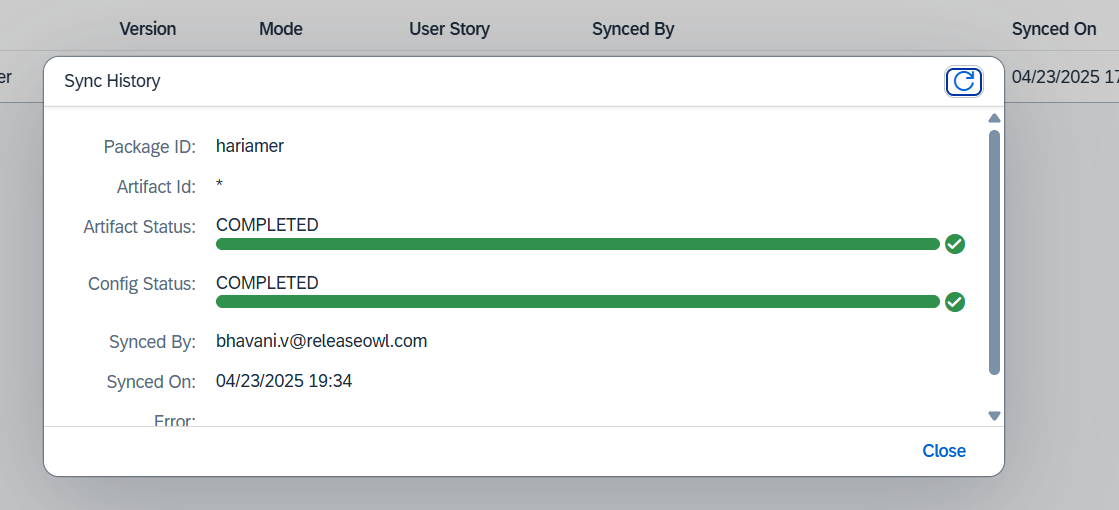 Version Mode User Story Synced By Synced On
er 04/23/2025 17
Sync History
Package ID: hariamer
Artifact Id: *
Artifact Status: COMPLETED
Config Status: COMPLETED
Synced By: bhavani.v@releaseowl.com
Synced On: 04/23/2025 19:34
Error:
Close